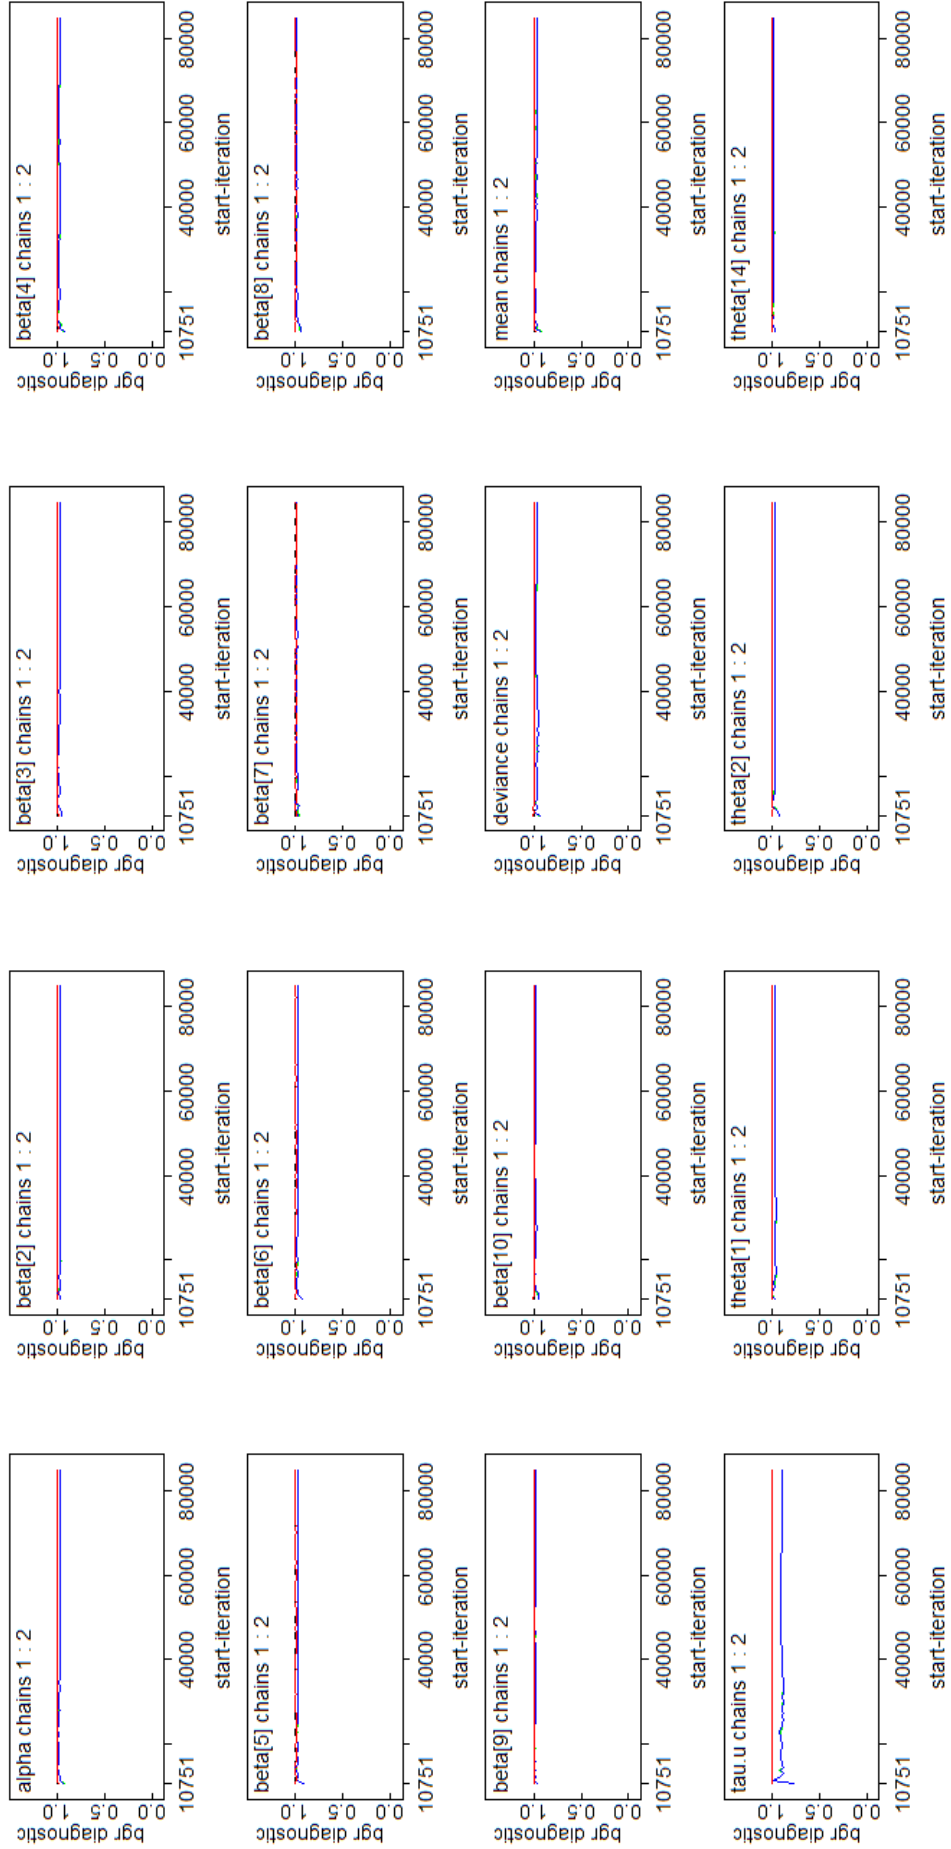 alpha chains 1 : 2
bgr diagnostic
1.0
0.5
0.0
10751 40000 60000 80000
start-iteration
beta[2] chains 1 : 2
bgr diagnostic
1.0
0.5
0.0
10751 40000 60000 80000
start-iteration
beta[3] chains 1 : 2
bgr diagnostic
1.0
0.5
0.0
10751 40000 60000 80000
start-iteration
beta[4] chains 1 : 2
bgr diagnostic
1.0
0.5
0.0
10751 40000 60000 80000
start-iteration
beta[5] chains 1 : 2
bgr diagnostic
1.0
0.5
0.0
10751 40000 60000 80000
start-iteration
beta[6] chains 1 : 2
bgr diagnostic
1.0
0.5
0.0
10751 40000 60000 80000
start-iteration
beta[7] chains 1 : 2
bgr diagnostic
1.0
0.5
0.0
10751 40000 60000 80000
start-iteration
beta[8] chains 1 : 2
bgr diagnostic
1.0
0.5
0.0
10751 40000 60000 80000
start-iteration
beta[9] chains 1 : 2
bgr diagnostic
1.0
0.5
0.0
10751 40000 60000 80000
start-iteration
beta[10] chains 1 : 2
bgr diagnostic
1.0
0.5
0.0
10751 40000 60000 80000
start-iteration
deviance chains 1 : 2
bgr diagnostic
1.0
0.5
0.0
10751 40000 60000 80000
start-iteration
mean chains 1 : 2
bgr diagnostic
1.0
0.5
0.0
10751 40000 60000 80000
start-iteration
tau.u chains 1 : 2
bgr diagnostic
1.0
0.5
0.0
10751 40000 60000 80000
start-iteration
theta[1] chains 1 : 2
bgr diagnostic
1.0
0.5
0.0
10751 40000 60000 80000
start-iteration
theta[2] chains 1 : 2
bgr diagnostic
1.0
0.5
0.0
10751 40000 60000 80000
start-iteration
theta[14] chains 1 : 2
bgr diagnostic
1.0
0.5
0.0
10751 40000 60000 80000
start-iteration